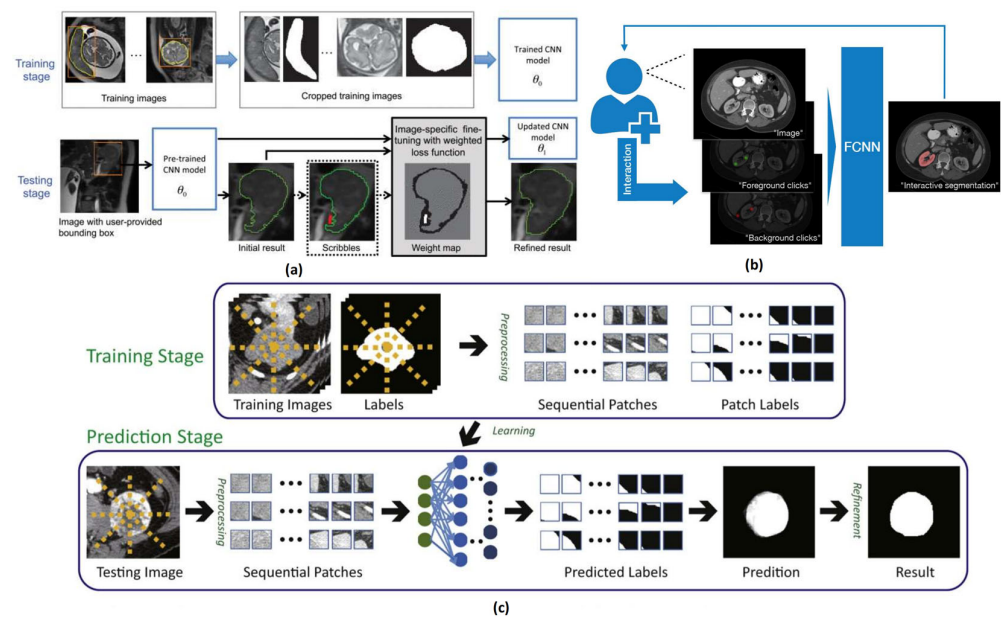 Training
stage
Training images
Cropped training images
Trained CNN
model
θ₀
Testing
stage
Image with user-provided
bounding box
Pre-trained
CNN model
θ₀
Initial result
Scribbles
Image-specific fine-
tuning with weighted
loss function
Weight map
Updated CNN
model
θ₁
Refined result
(a)
Interaction
"Image"
"Foreground clicks"
"Background clicks"
FCNN
"Interactive segmentation"
(b)
Training Stage
Training Images
Labels
Preprocessing
Sequential Patches
Patch Labels
Learning
Prediction Stage
Testing Image
Preprocessing
Sequential Patches
Predicted Labels
Predition
Refinement
Result
(c)